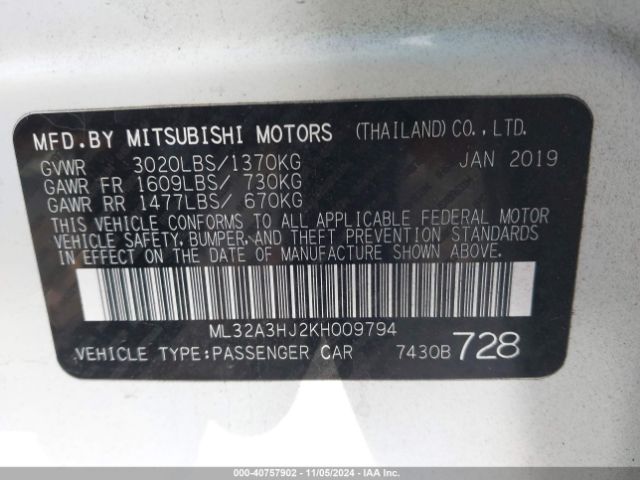 MFD.BY MITSUBISHI MOTORS (THAILAND)CO.,LTD.
GVWR 3020LBS/1370KG JAN 2019
GAWR FR 1609LBS/ 730KG
GAWR RR 1477LBS/ 670KG
THIS VEHICLE CONFORMS TO ALL APPLICABLE FEDERAL MOTOR
VEHICLE SAFETY, BUMPER, AND THEFT PREVENTION STANDARDS
IN EFFECT ON THE DATE OF MANUFACTURE SHOWN ABOVE.
ML32A3HJ2KH009794
VEHICLE TYPE:PASSENGER CAR 7430B 728
000-40757902 - 11/05/2024 - IAAI.COM